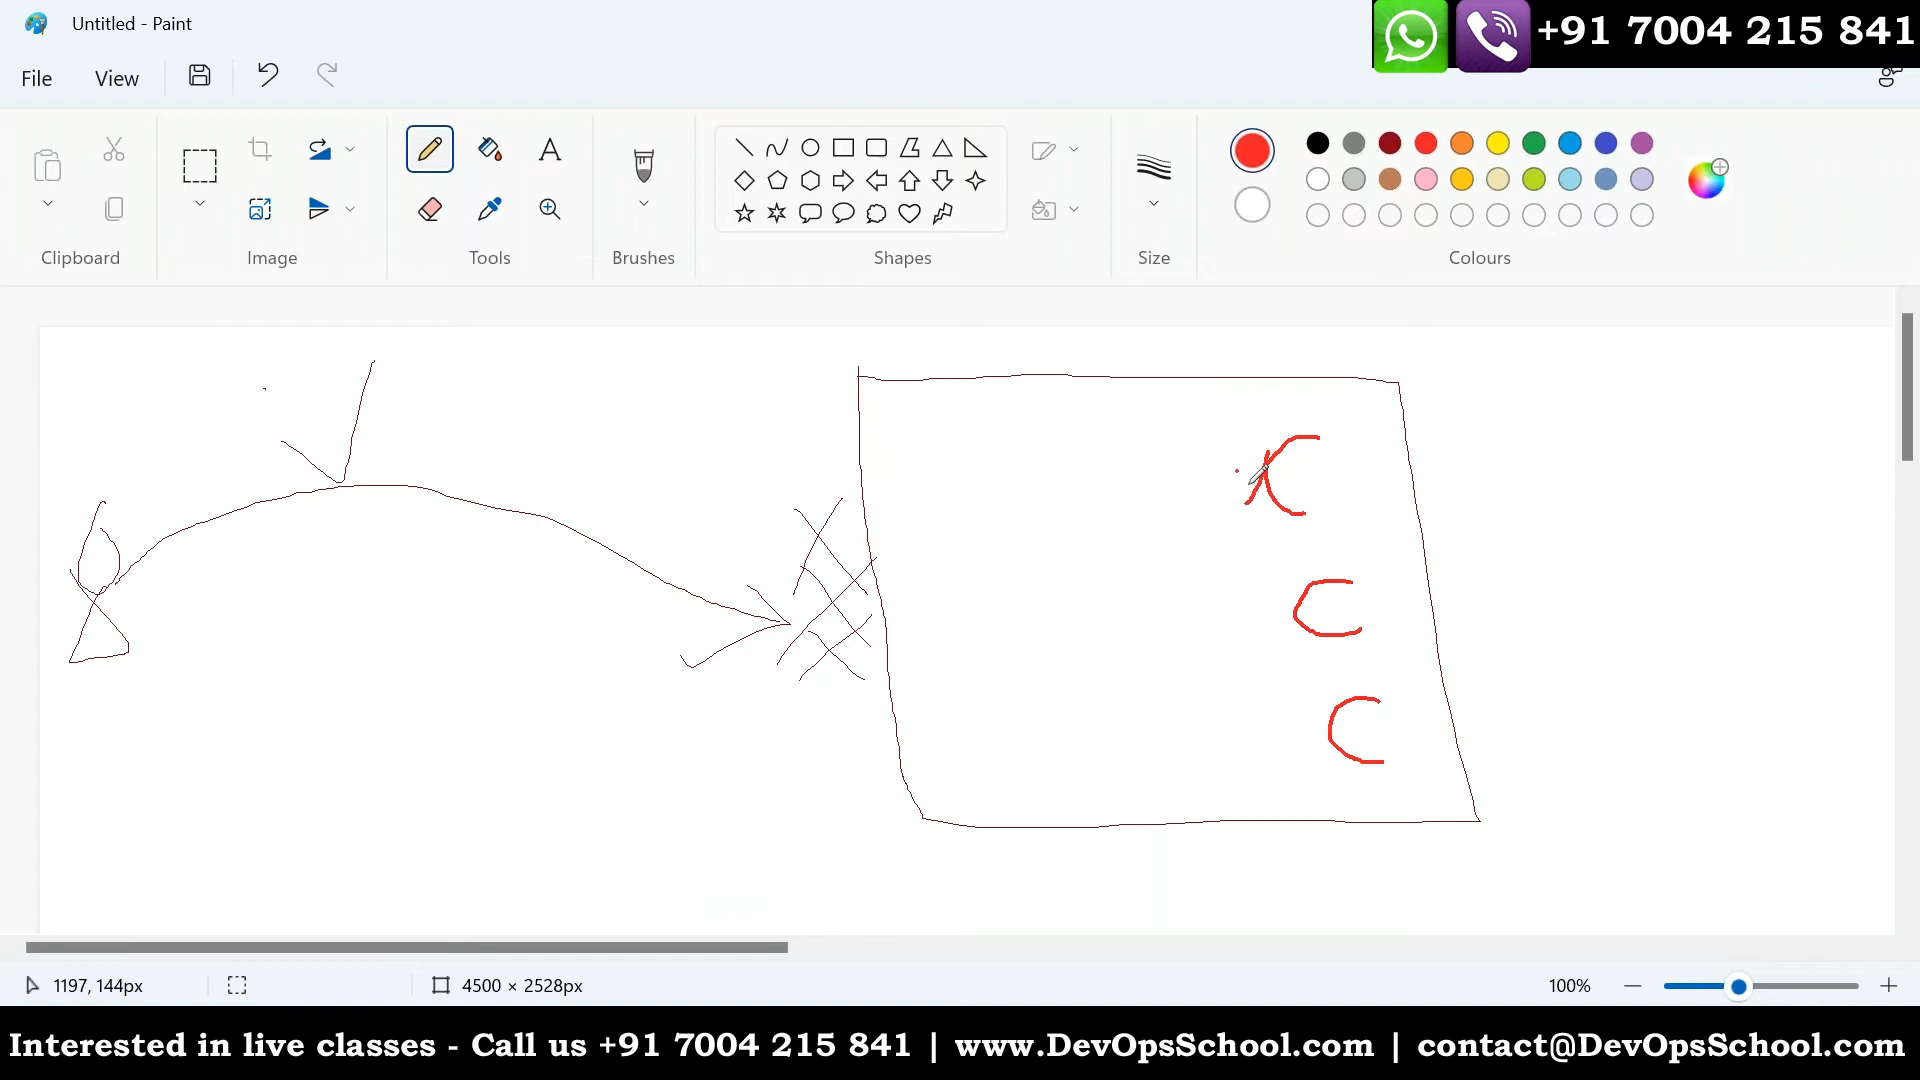 Untitled - Paint
+91 7004 215 841
File View
Clipboard
Image
Tools
Brushes
Shapes
Size
Colours
C
C
C
1197, 144px
4500 × 2528px
100%
Interested in live classes - Call us +91 7004 215 841 | www.DevOpsSchool.com | contact@DevOpsSchool.com